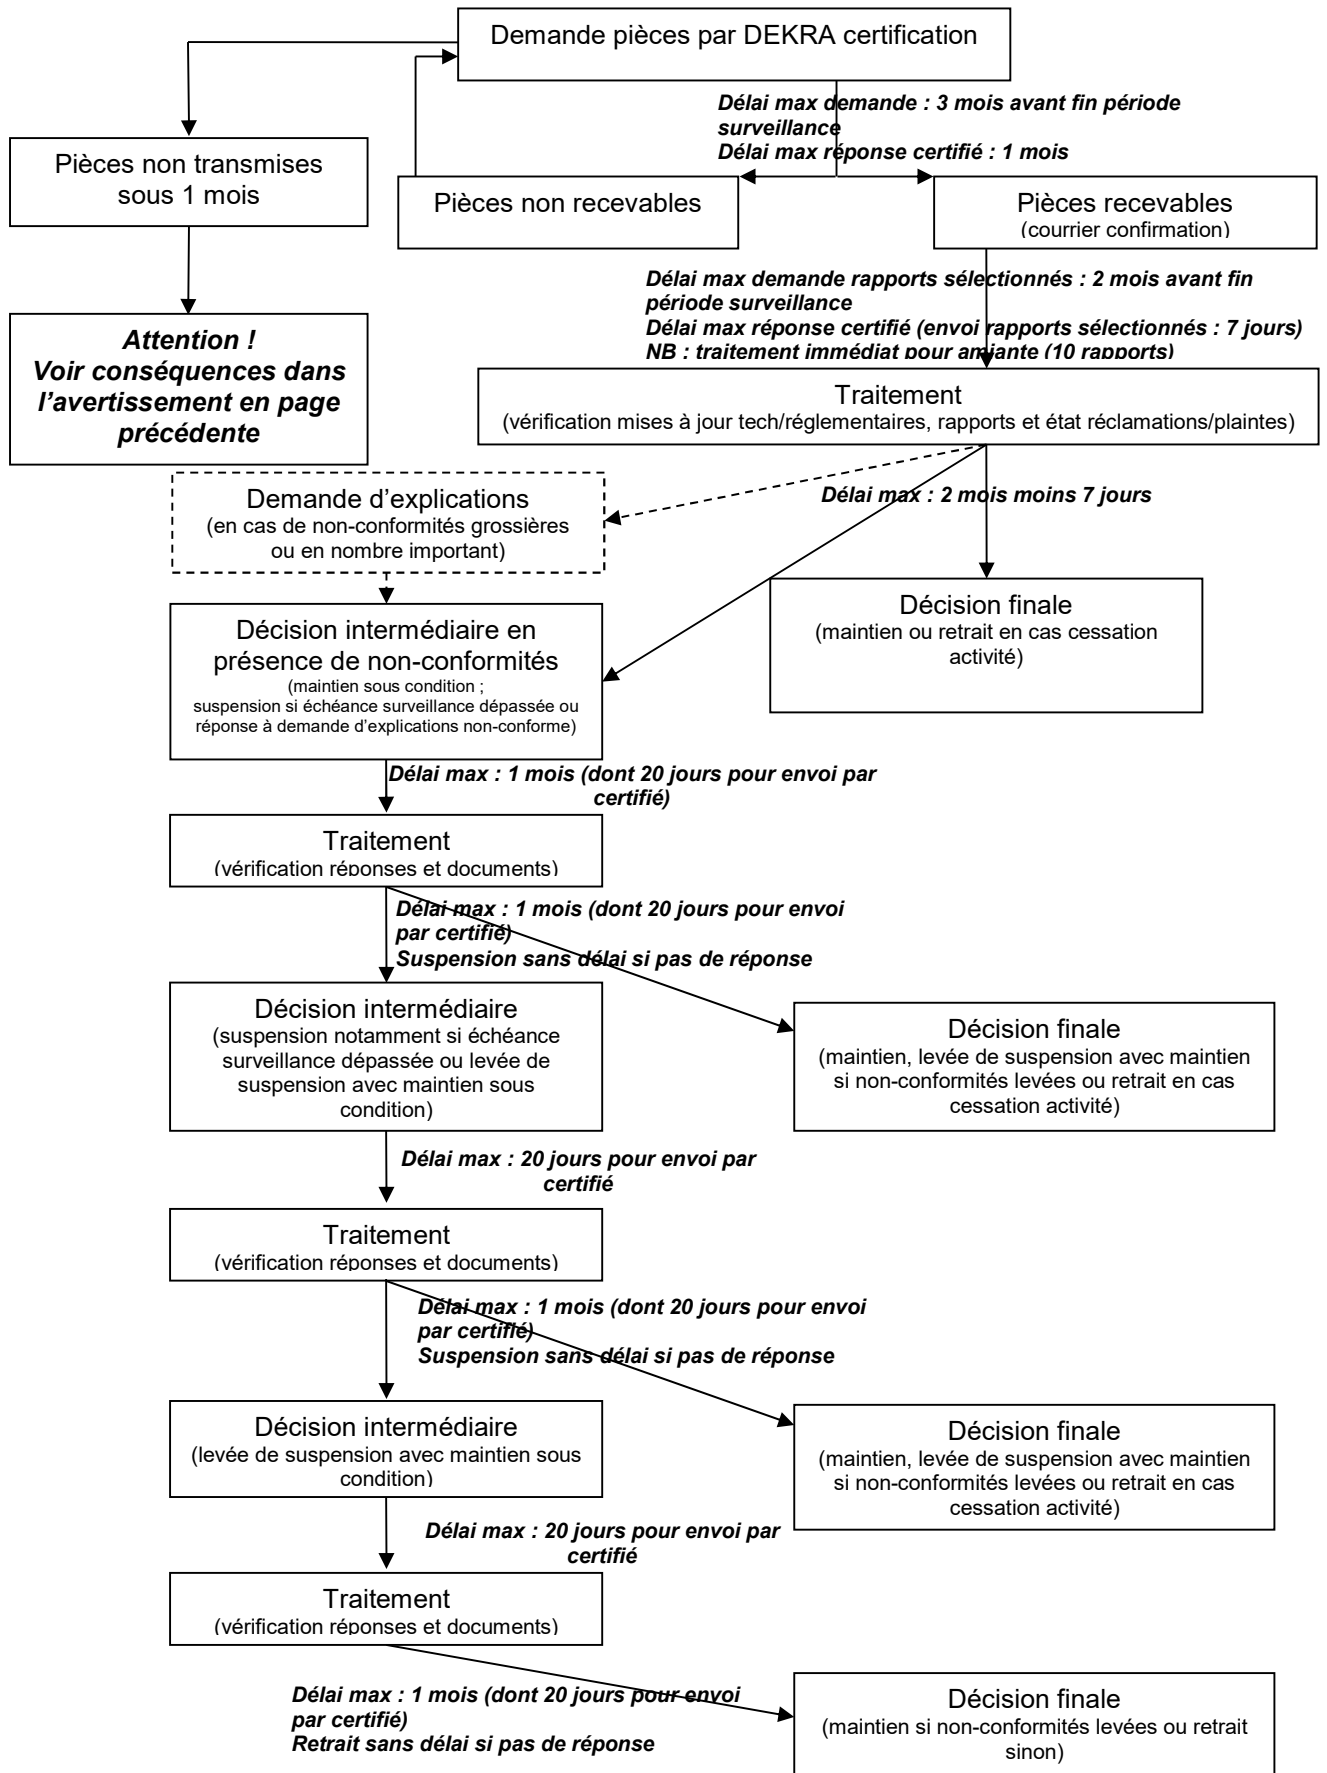 Demande pièces par DEKRA certification
Délai max demande : 3 mois avant fin période
surveillance
Délai max réponse certifié : 1 mois
Pièces non transmises
sous 1 mois
Pièces non recevables
Pièces recevables
(courrier confirmation)
Délai max demande rapports sélectionnés : 2 mois avant fin
période surveillance
Délai max réponse certifié (envoi rapports sélectionnés : 7 jours)
NB : traitement immédiat pour amiante (10 rapports)
Attention !
Voir conséquences dans
l’avertissement en page
précédente
Traitement
(vérification mises à jour tech/réglementaires, rapports et état réclamations/plaintes)
Demande d’explications
(en cas de non-conformités grossières
ou en nombre important)
Délai max : 2 mois moins 7 jours
Décision finale
(maintien ou retrait en cas cessation
activité)
Décision intermédiaire en
présence de non-conformités
(maintien sous condition ;
suspension si échéance surveillance dépassée ou
réponse à demande d’explications non-conforme)
Délai max : 1 mois (dont 20 jours pour envoi par
certifié)
Traitement
(vérification réponses et documents)
Délai max : 1 mois (dont 20 jours pour envoi
par certifié)
Suspension sans délai si pas de réponse
Décision intermédiaire
(suspension notamment si échéance
surveillance dépassée ou levée de
suspension avec maintien sous
condition)
Décision finale
(maintien, levée de suspension avec maintien
si non-conformités levées ou retrait en cas
cessation activité)
Délai max : 20 jours pour envoi par
certifié
Traitement
(vérification réponses et documents)
Délai max : 1 mois (dont 20 jours pour envoi
par certifié)
Suspension sans délai si pas de réponse
Décision intermédiaire
(levée de suspension avec maintien sous
condition)
Décision finale
(maintien, levée de suspension avec maintien
si non-conformités levées ou retrait en cas
cessation activité)
Délai max : 20 jours pour envoi par
certifié
Traitement
(vérification réponses et documents)
Délai max : 1 mois (dont 20 jours pour envoi
par certifié)
Retrait sans délai si pas de réponse
Décision finale
(maintien si non-conformités levées ou retrait
sinon)